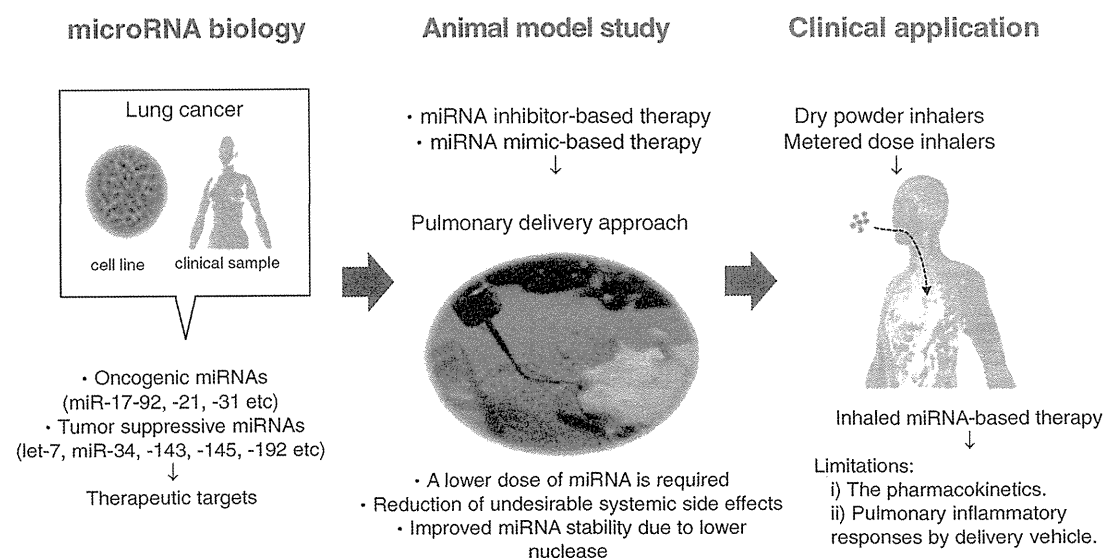 microRNA biology
Lung cancer
cell line
clinical sample
• Oncogenic miRNAs
(miR-17-92, -21, -31 etc)
• Tumor suppressive miRNAs
(let-7, miR-34, -143, -145, -192 etc)
↓
Therapeutic targets
Animal model study
• miRNA inhibitor-based therapy
• miRNA mimic-based therapy
↓
Pulmonary delivery approach
• A lower dose of miRNA is required
• Reduction of undesirable systemic side effects
• Improved miRNA stability due to lower
nuclease
Clinical application
Dry powder inhalers
Metered dose inhalers
↓
Inhaled miRNA-based therapy
↓
Limitations:
i) The pharmacokinetics.
ii) Pulmonary inflammatory
responses by delivery vehicle.